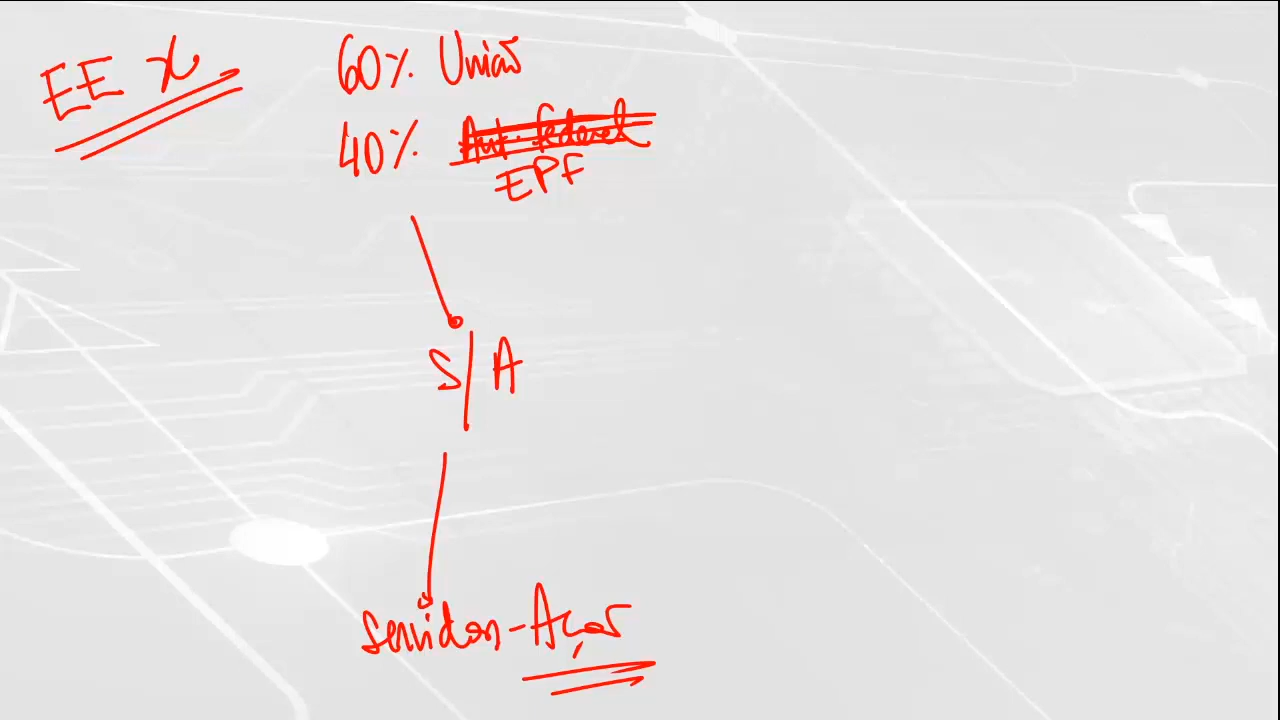 EE X
60% União
40% Aut. federal
EPF
S/A
servidor - Ação